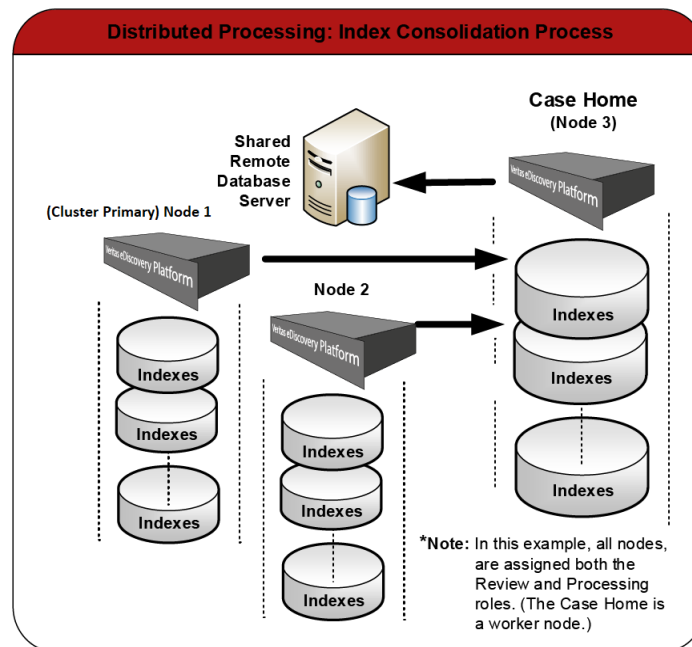 Distributed Processing: Index Consolidation Process
Case Home
(Node 3)
Shared
Remote
Database
Server
Veritas eDiscovery Platform
(Cluster Primary) Node 1
Veritas eDiscovery Platform
Node 2
Veritas eDiscovery Platform
Indexes
Indexes
Indexes
Indexes
Indexes
Indexes
Indexes
Indexes
Indexes
*Note: In this example, all nodes,
are assigned both the
Review and Processing
roles. (The Case Home is
a worker node.)